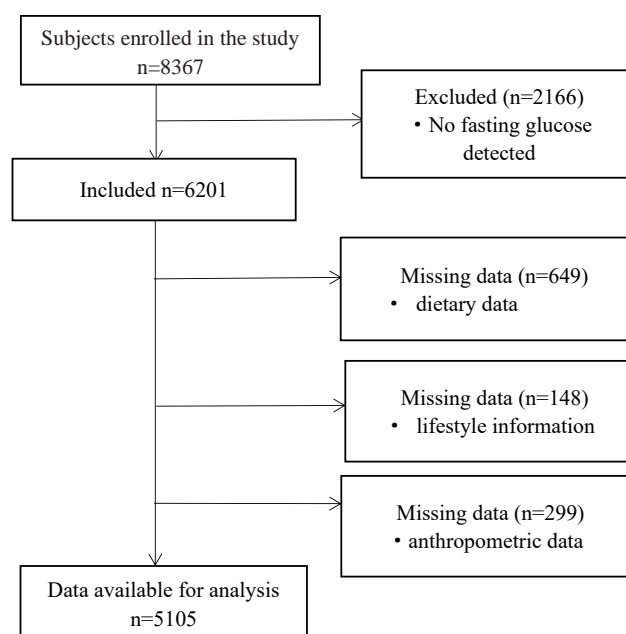 Subjects enrolled in the study
n=8367
Excluded (n=2166)
• No fasting glucose
detected
Included n=6201
Missing data (n=649)
• dietary data
Missing data (n=148)
• lifestyle information
Missing data (n=299)
• anthropometric data
Data available for analysis
n=5105